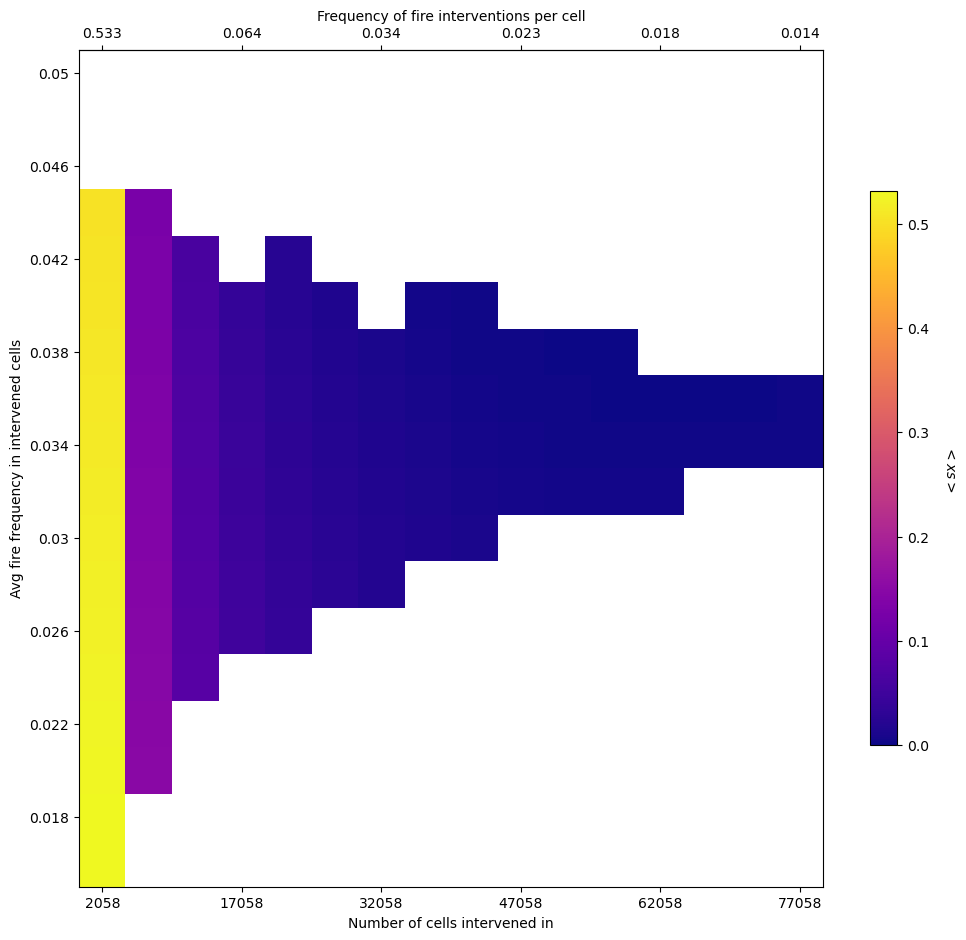 Frequency of fire interventions per cell
0.533 0.064 0.034 0.023 0.018 0.014
0.05
0.046
0.042
0.038
0.034
0.03
0.026
0.022
0.018
Avg fire frequency in intervened cells
2058 17058 32058 47058 62058 77058
Number of cells intervened in
0.5
0.4
0.3
0.2
0.1
0.0
< xs >